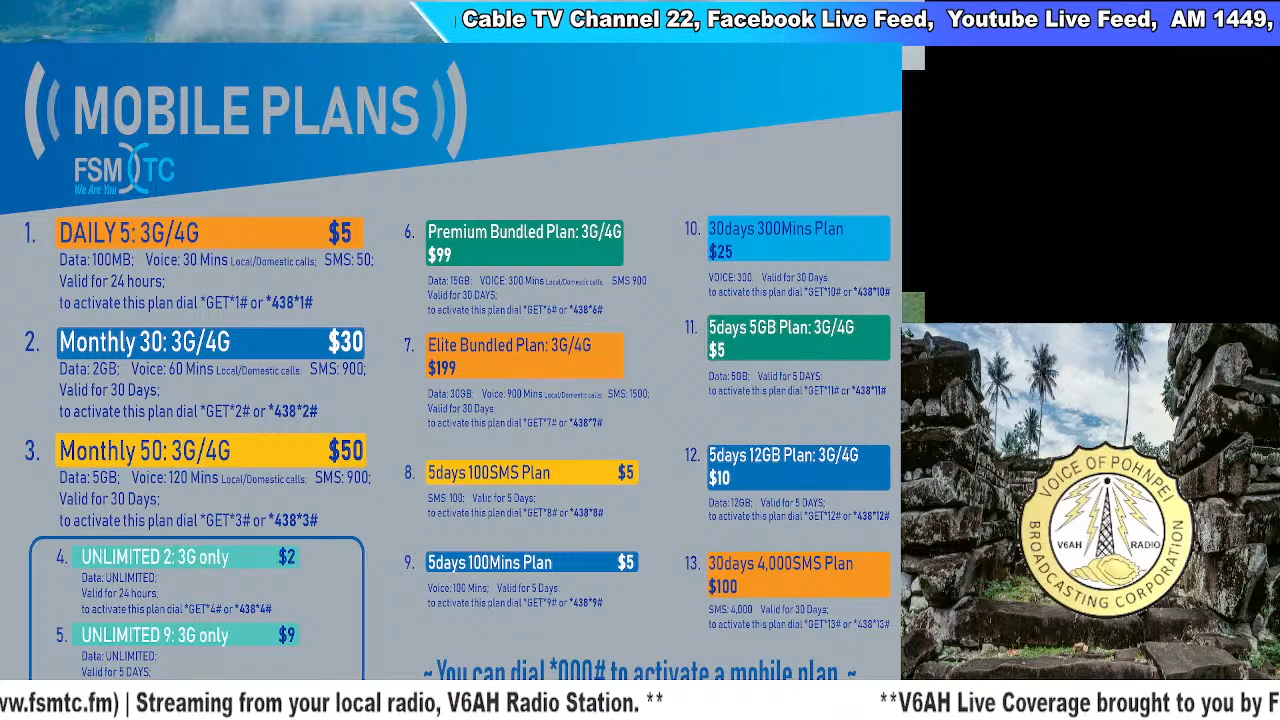 Cable TV Channel 22, Facebook Live Feed, Youtube Live Feed, AM 1449,
MOBILE PLANS
FSMTC
We Are You
1. DAILY 5: 3G/4G $5
Data: 100MB; Voice: 30 Mins Local/Domestic calls; SMS: 50;
Valid for 24 hours;
to activate this plan dial *GET*1# or *438*1#
2. Monthly 30: 3G/4G $30
Data: 2GB; Voice: 60 Mins Local/Domestic calls; SMS: 900;
Valid for 30 Days;
to activate this plan dial *GET*2# or *438*2#
3. Monthly 50: 3G/4G $50
Data: 5GB; Voice: 120 Mins Local/Domestic calls; SMS: 900;
Valid for 30 Days;
to activate this plan dial *GET*3# or *438*3#
4. UNLIMITED 2: 3G only $2
Data: UNLIMITED;
Valid for 24 hours;
to activate this plan dial *GET*4# or *438*4#
5. UNLIMITED 9: 3G only $9
Data: UNLIMITED;
Valid for 5 DAYS;
6. Premium Bundled Plan: 3G/4G
$99
Data: 15GB; VOICE: 300 Mins Local/Domestic calls; SMS 900
Valid for 30 DAYS;
to activate this plan dial *GET*6# or *438*6#
7. Elite Bundled Plan: 3G/4G
$199
Data: 30GB; Voice: 900 Mins Local/Domestic calls; SMS: 1500;
Valid for 30 Days;
to activate this plan dial *GET*7# or *438*7#
8. 5days 100SMS Plan $5
SMS 100; Valid for 5 Days;
to activate this plan dial *GET*8# or *438*8#
9. 5days 100Mins Plan $5
Voice: 100 Mins; Valid for 5 Days;
to activate this plan dial *GET*9# or *438*9#
10. 30days 300Mins Plan
$25
VOICE: 300 Valid for 30 Days;
to activate this plan dial *GET*10# or *438*10#
11. 5days 5GB Plan: 3G/4G
$5
Data: 5GB; Valid for 5 DAYS;
to activate this plan dial *GET*11# or *438*11#
12. 5days 12GB Plan: 3G/4G
$10
Data: 12GB; Valid for 5 DAYS;
to activate this plan dial *GET*12# or *438*12#
13. 30days 4,000SMS Plan
$100
SMS: 4,000 Valid for 30 Days;
to activate this plan dial *GET*13# or *438*13#
~ You can dial *000# to activate a mobile plan ~
VOICE OF POHNPEI
V6AH RADIO
BROADCASTING CORPORATION
ww.fsmtc.fm) | Streaming from your local radio, V6AH Radio Station. ** **V6AH Live Coverage brought to you by F